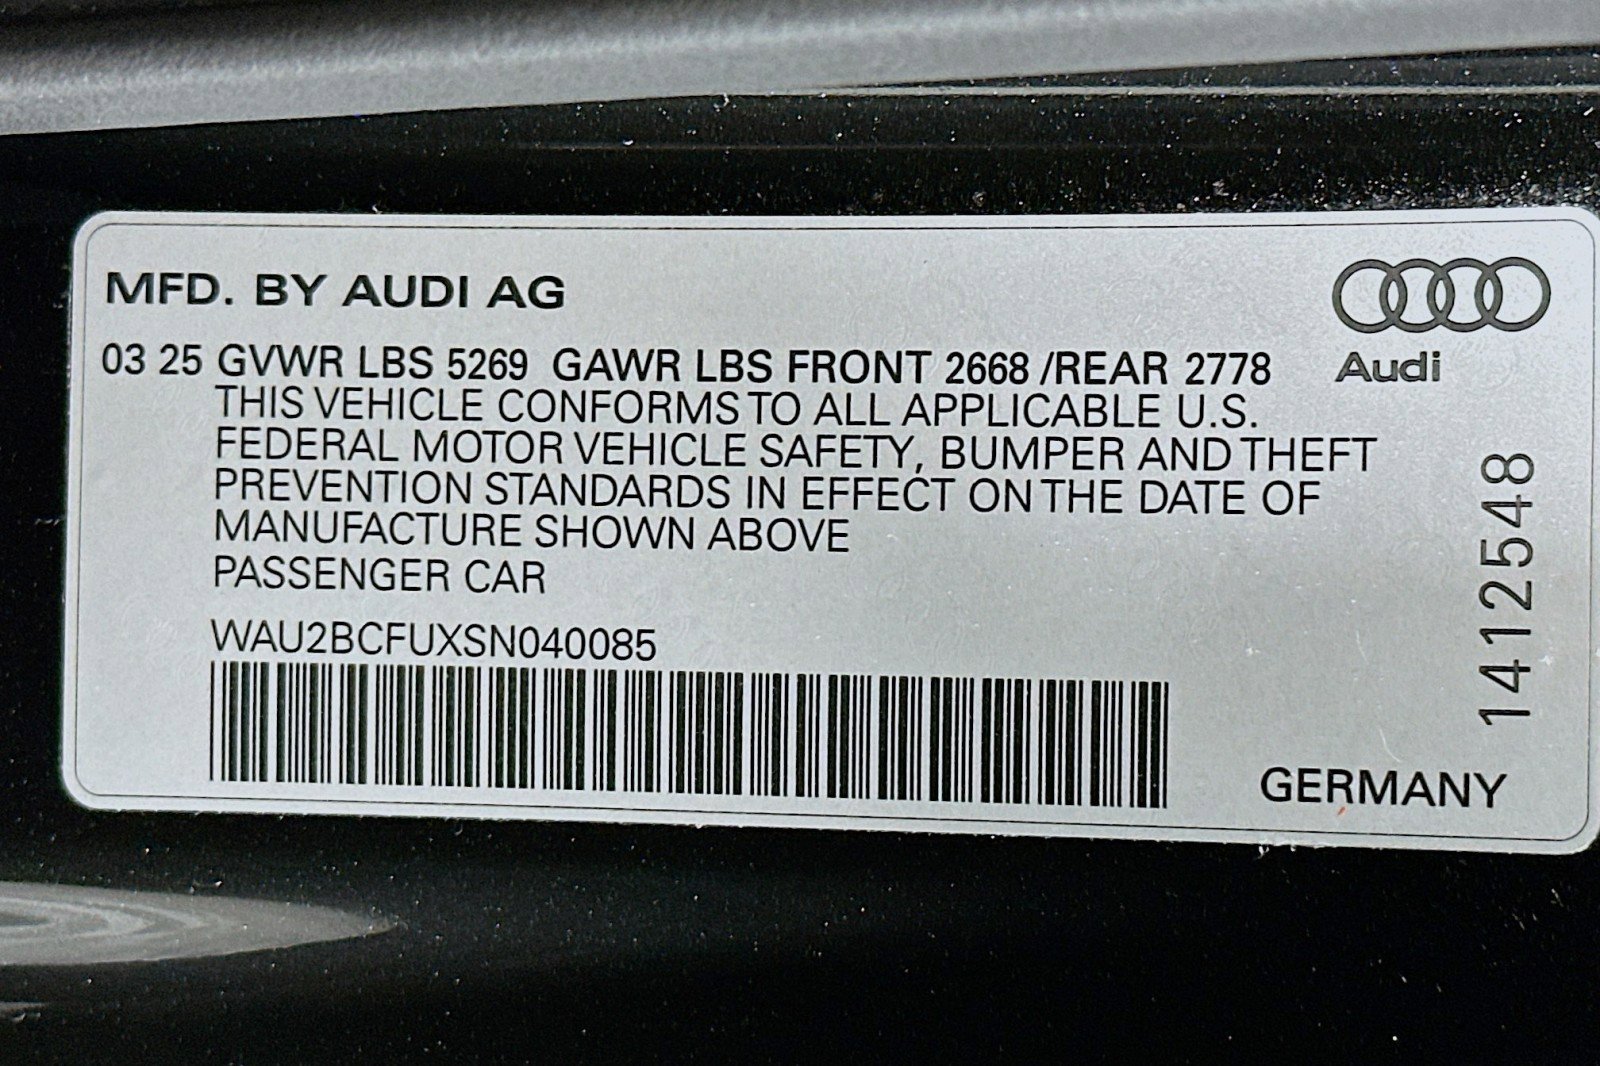 MFD. BY AUDI AG
03 25 GVWR LBS 5269 GAWR LBS FRONT 2668 /REAR 2778
Audi
THIS VEHICLE CONFORMS TO ALL APPLICABLE U.S.
FEDERAL MOTOR VEHICLE SAFETY, BUMPER AND THEFT
PREVENTION STANDARDS IN EFFECT ON THE DATE OF
MANUFACTURE SHOWN ABOVE
PASSENGER CAR
WAU2BCFUXSN040085
1412548
GERMANY